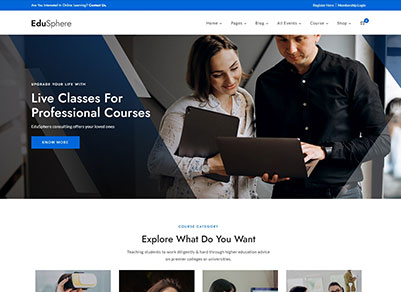 Are You Interested in Online Learning? Contact Us.
Register Here | Membership Login
EduSphere
Home Pages Blog All Events Course Shop
UPGRADE YOUR LIFE WITH
Live Classes For
Professional Courses
EduSphere consulting offers your loved ones
KNOW MORE
COURSE CATEGORY
Explore What Do You Want
Teaching students to work diligently & hard through higher education advice
on premier colleges or universities.